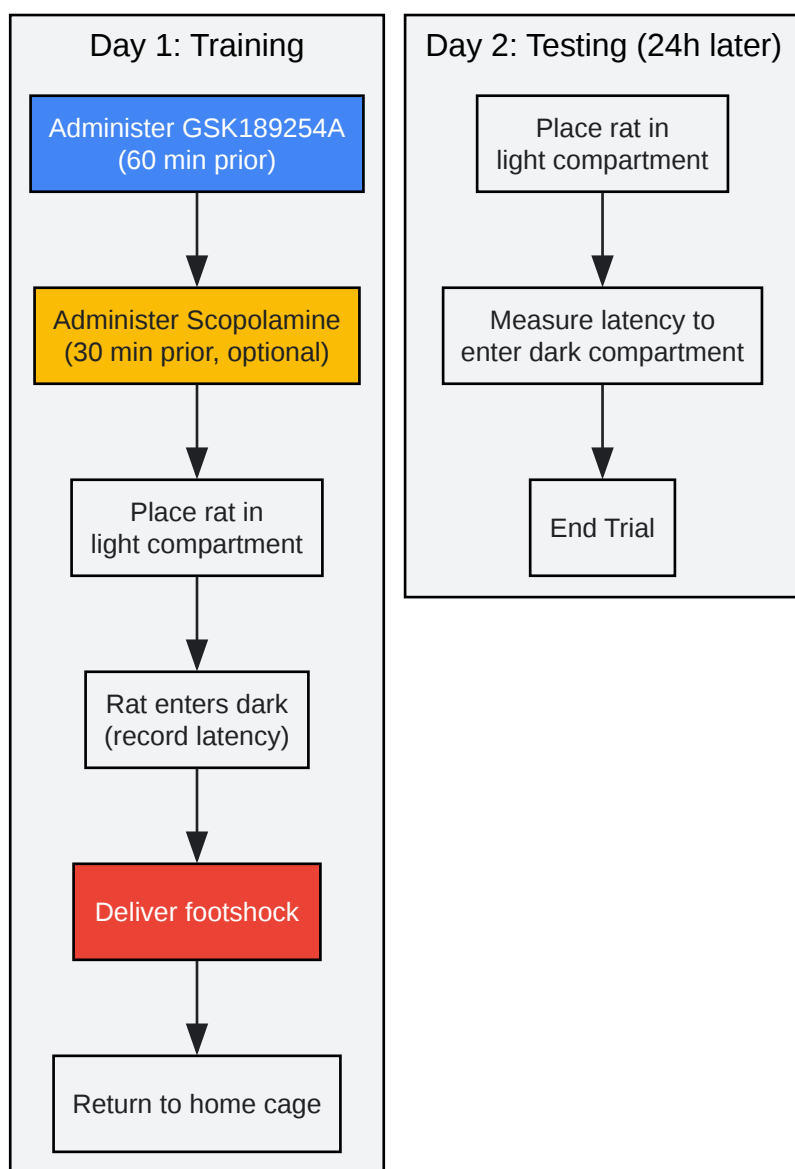 Day 1: Training
Administer GSK189254A
(60 min prior)
Administer Scopolamine
(30 min prior, optional)
Place rat in
light compartment
Rat enters dark
(record latency)
Deliver footshock
Return to home cage
Day 2: Testing (24h later)
Place rat in
light compartment
Measure latency to
enter dark compartment
End Trial